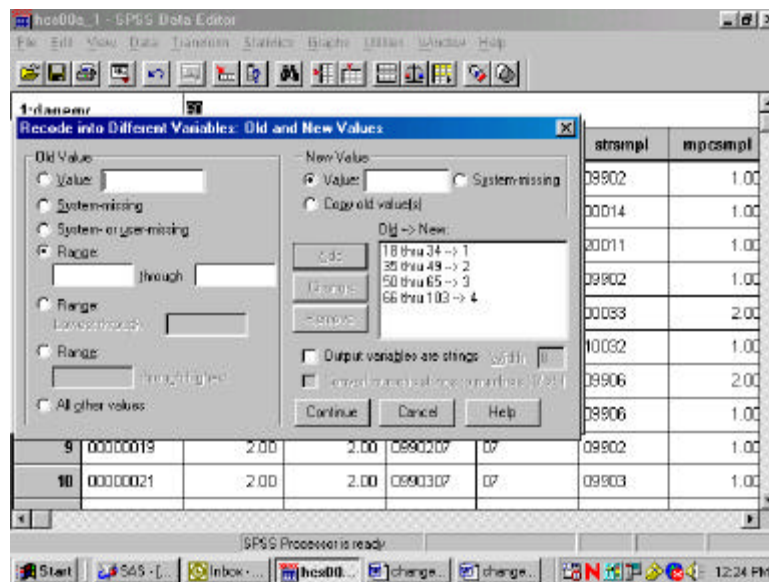 hcs00a_1 - SPSS Data Editor
File Edit View Data Transform Statistics Graphs Utilities Window Help
Recode into Different Variables: Old and New Values
strsmpl mpcsmpl
Old Value
Value:
System-missing
System- or user-missing
Range:
through
Range:
Lowest through
Range:
through highest
All other values
New Value
Value: System-missing
Copy old value(s)
Old --> New:
Add
Change
Remove
18 thru 34 --> 1
35 thru 49 --> 2
50 thru 65 --> 3
66 thru 103 --> 4
Output variables are strings Width: 8
Continue Cancel Help
09902 1.00
00014 1.00
20011 1.00
09902 1.00
00033 2.00
10032 1.00
09906 2.00
09906 1.00
9 00000019 2.00 2.00 0990207 07 09902 1.00
10 00000021 2.00 2.00 0990307 07 09903 1.00
SPSS Processor is ready
Start SAS - [... Inbox - ... hcs00... change... change... 12:24 PM